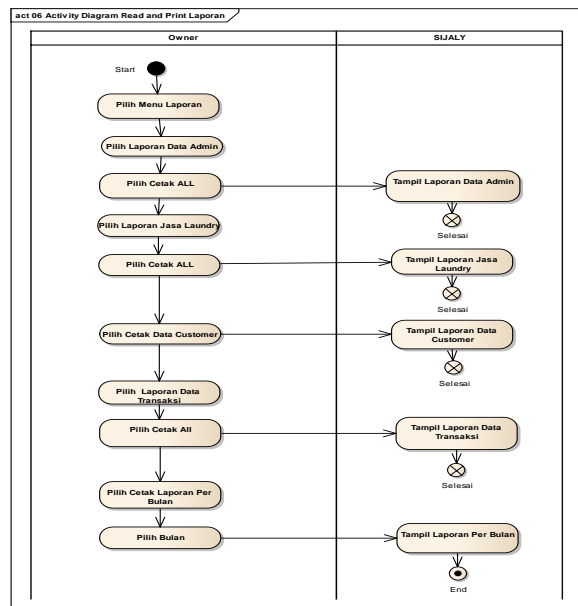 act 06 Activity Diagram Read and Print Laporan
Owner
SIJALY
Start
Pilih Menu Laporan
Pilih Laporan Data Admin
Pilih Cetak ALL
Tampil Laporan Data Admin
Selesai
Pilih Laporan Jasa Laundry
Pilih Cetak ALL
Tampil Laporan Jasa
Laundry
Selesai
Pilih Cetak Data Customer
Tampil Laporan Data
Customer
Selesai
Pilih Laporan Data
Transaksi
Pilih Cetak All
Tampil Laporan Data
Transaksi
Selesai
Pilih Cetak Laporan Per
Bulan
Pilih Bulan
Tampil Laporan Per Bulan
End